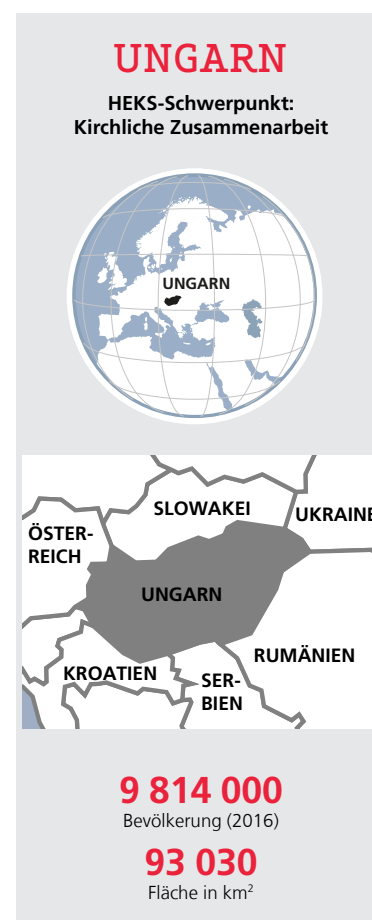 UNGARN
HEKS-Schwerpunkt:
Kirchliche Zusammenarbeit
UNGARN
SLOWAKEI
UKRAINE
ÖSTER-
REICH
UNGARN
RUMÄNIEN
KROATIEN
SER-
BIEN
9 814 000
Bevölkerung (2016)
93 030
Fläche in km²